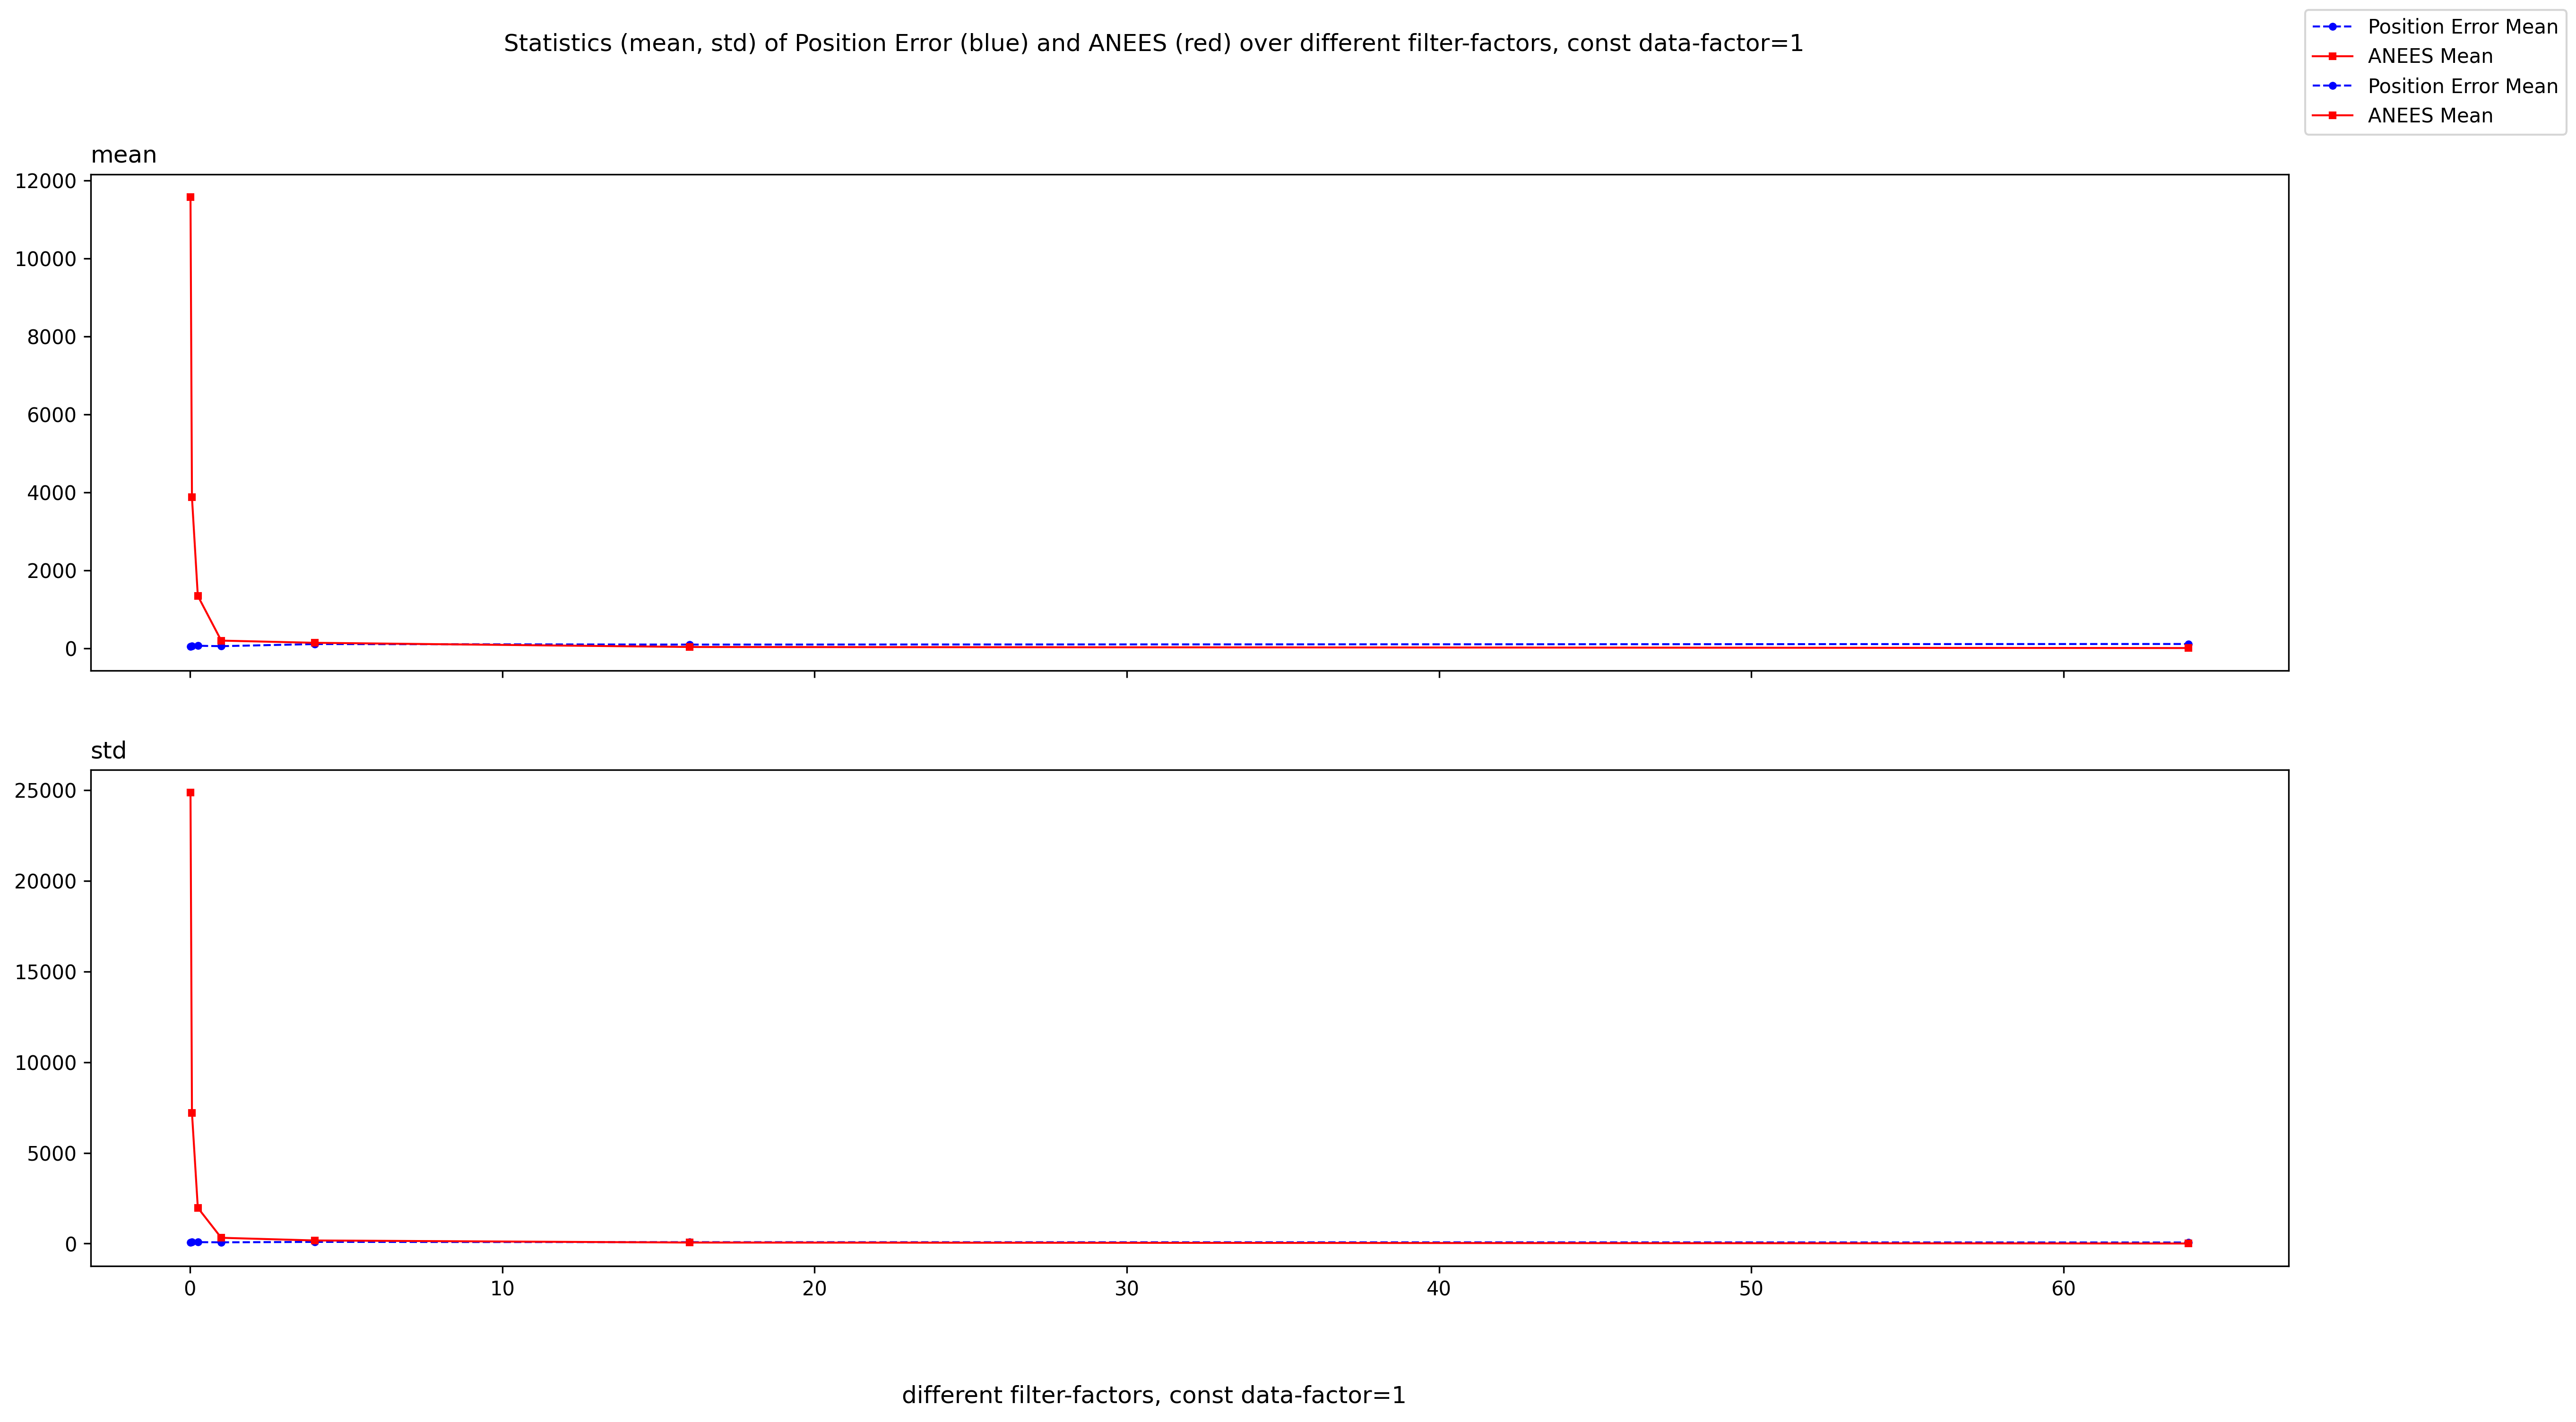 Statistics (mean, std) of Position Error (blue) and ANEES (red) over different filter-factors, const data-factor=1
Position Error Mean
ANEES Mean
Position Error Mean
ANEES Mean
mean
12000
10000
8000
6000
4000
2000
0
std
25000
20000
15000
10000
5000
0
0 10 20 30 40 50 60
different filter-factors, const data-factor=1